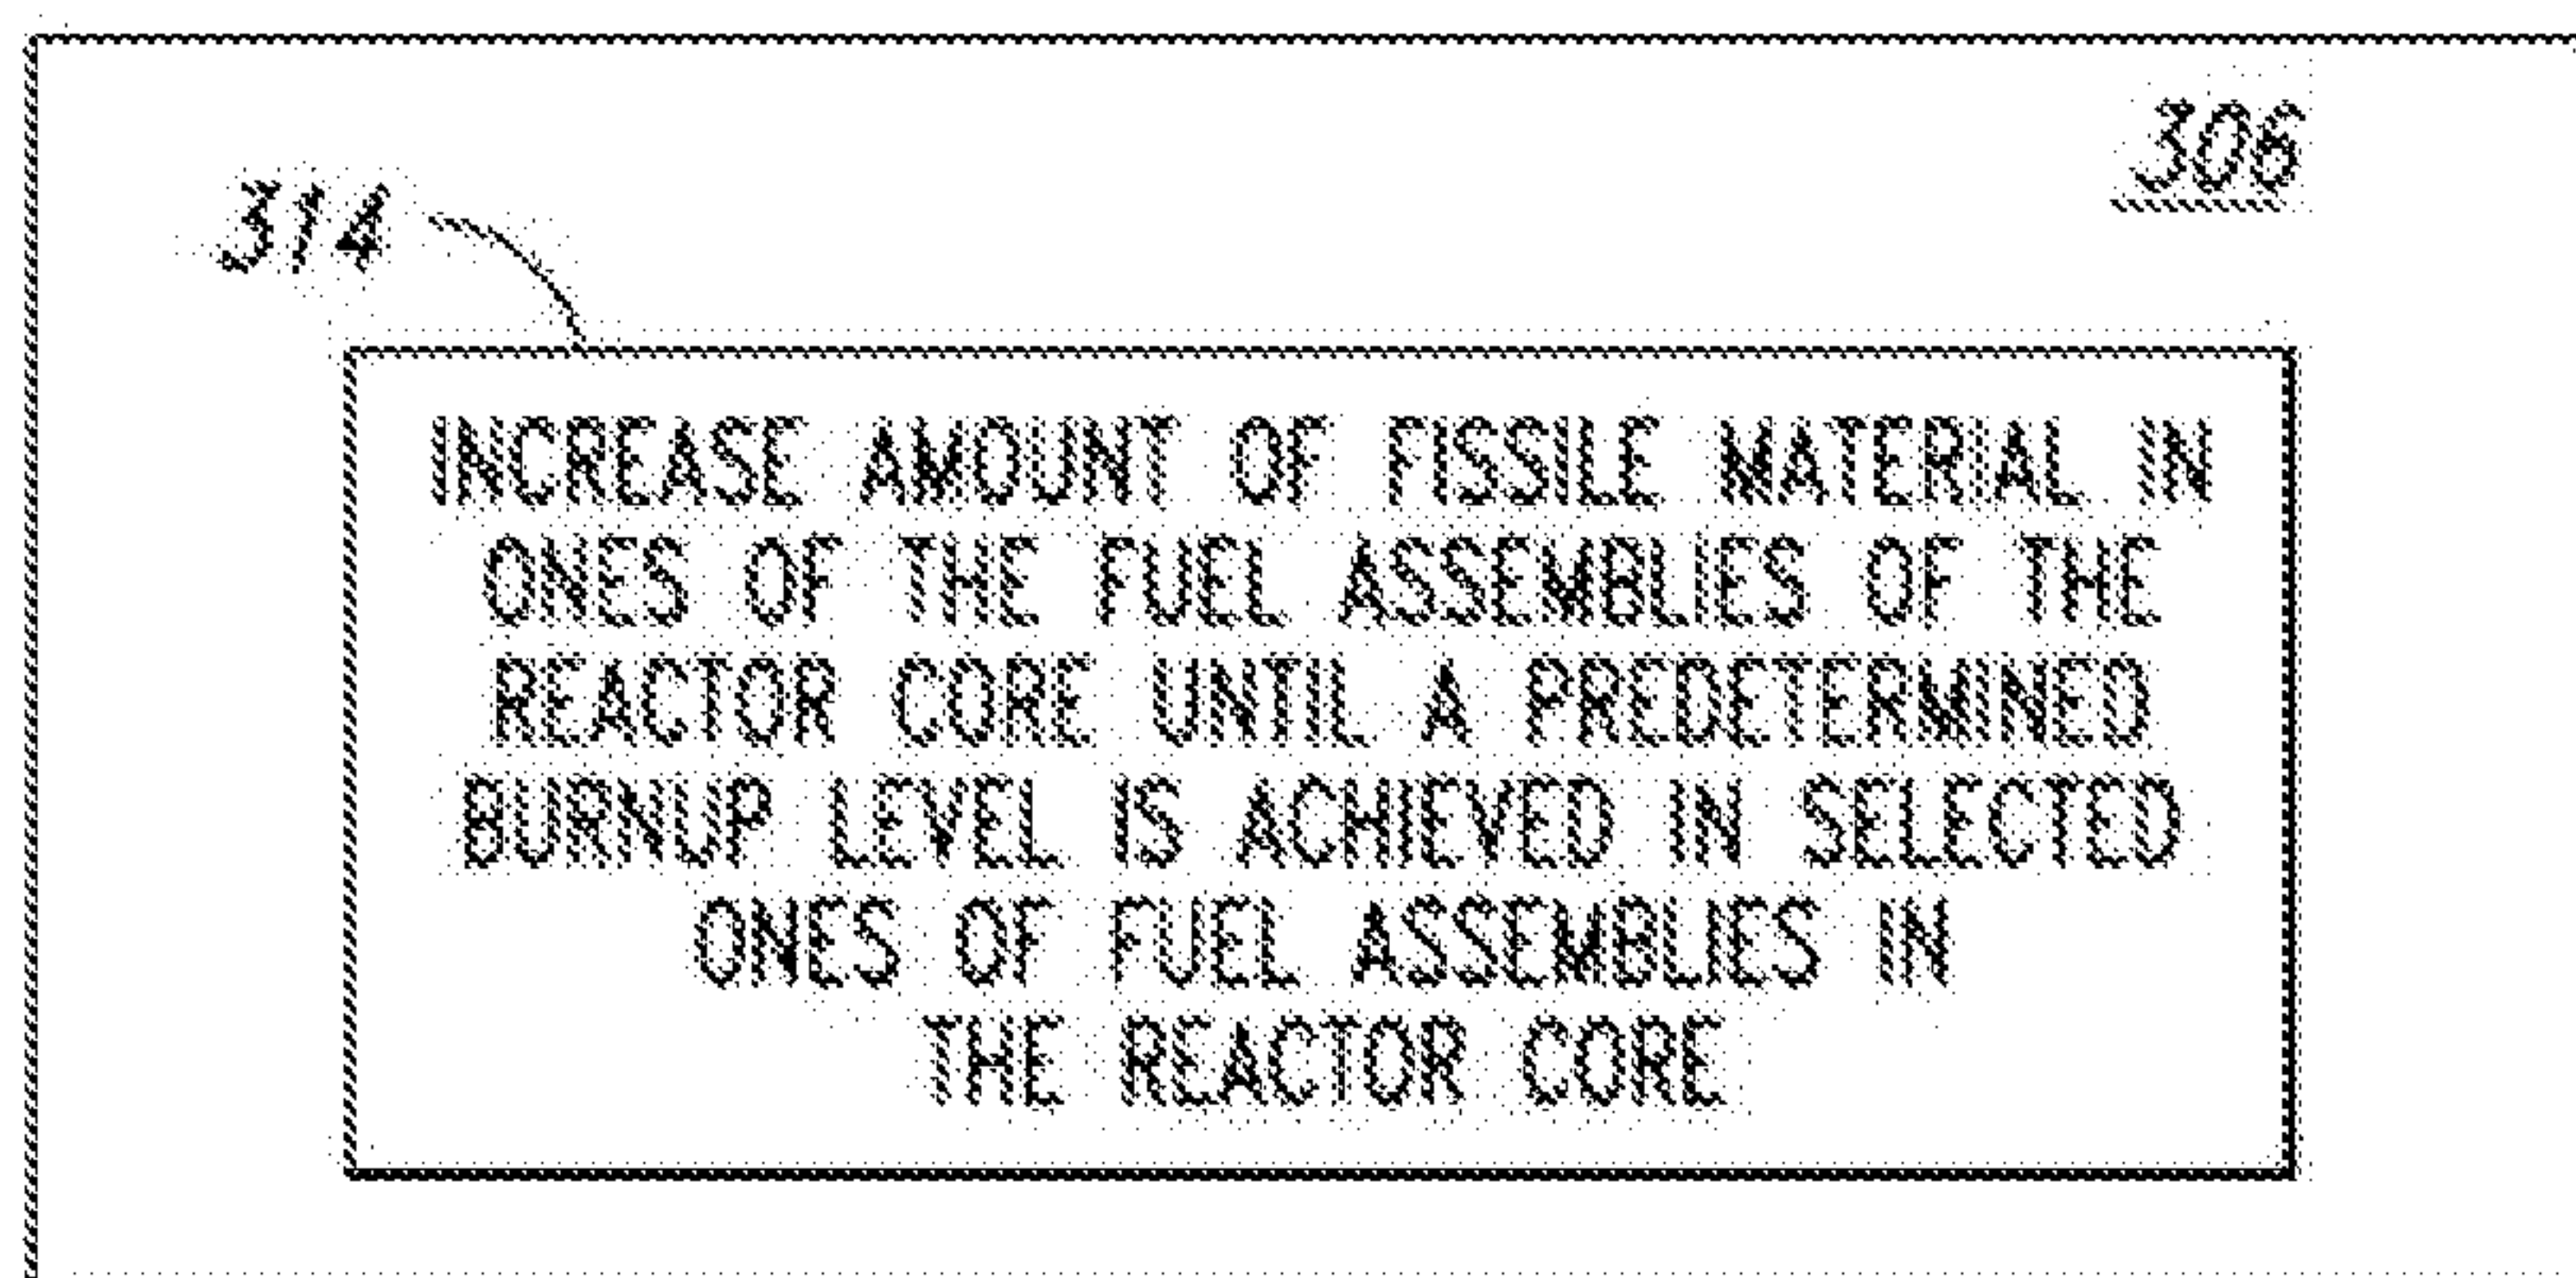 306
314
INCREASE AMOUNT OF FISSILE MATERIAL IN
ONES OF THE FUEL ASSEMBLIES OF THE
REACTOR CORE UNTIL A PREDETERMINED
BURNUP LEVEL IS ACHIEVED IN SELECTED
ONES OF FUEL ASSEMBLIES IN
THE REACTOR CORE